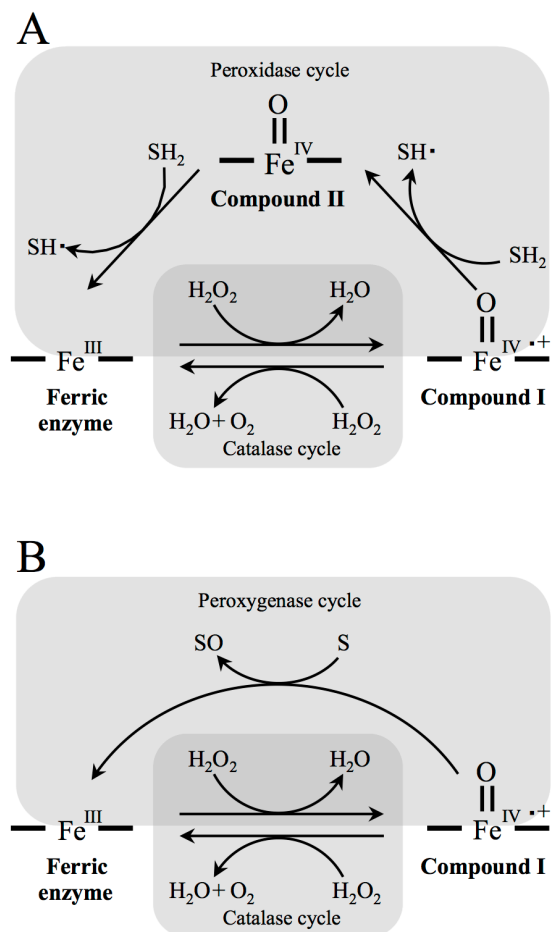 A
Peroxidase cycle
O
SH₂
Fe IV
SH·
Compound II
SH·
SH₂
H₂O₂
H₂O
O
Fe III
Fe IV ·+
Ferric
enzyme
Compound I
H₂O + O₂
H₂O₂
Catalase cycle
B
Peroxygenase cycle
SO
S
H₂O₂
H₂O
O
Fe III
Fe IV ·+
Ferric
enzyme
Compound I
H₂O + O₂
H₂O₂
Catalase cycle